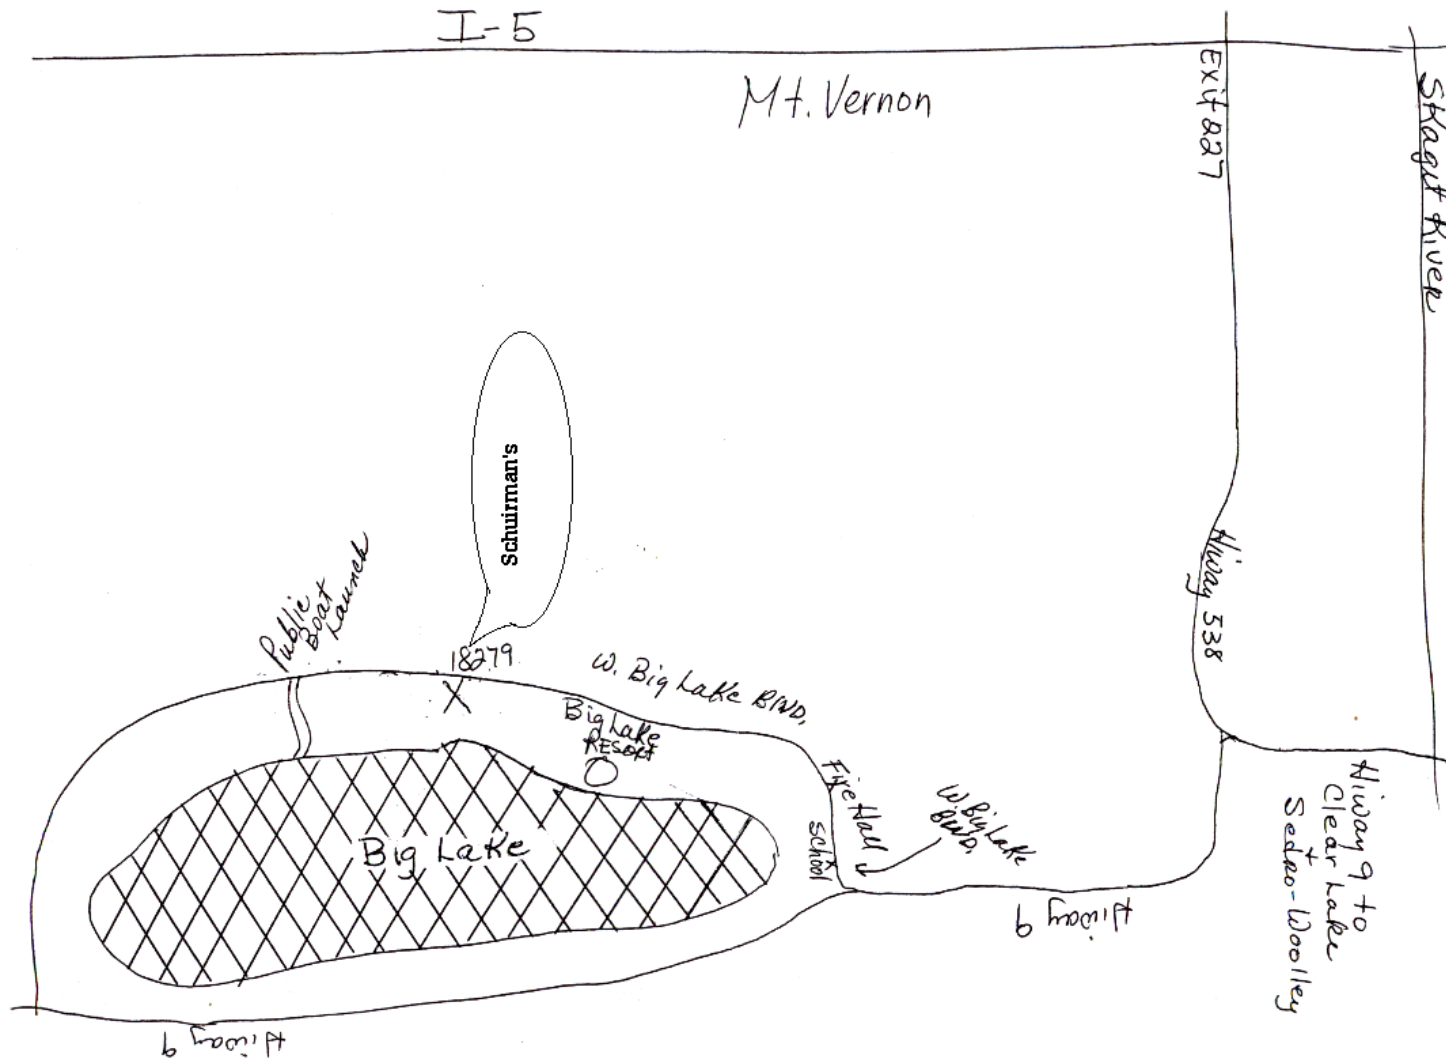 I-5
Mt. Vernon
Exit 227
Skagit River
Schuirman's
Hiway 538
Public
Boat
Launch
18279
W. Big Lake Blvd.
Big Lake
Resort
Big Lake
Fire Hall
School
W. Big Lake
Blvd.
Hiway 9
Hiway 9 to
Clear Lake
+
Sedro-Woolley
Hiway 9